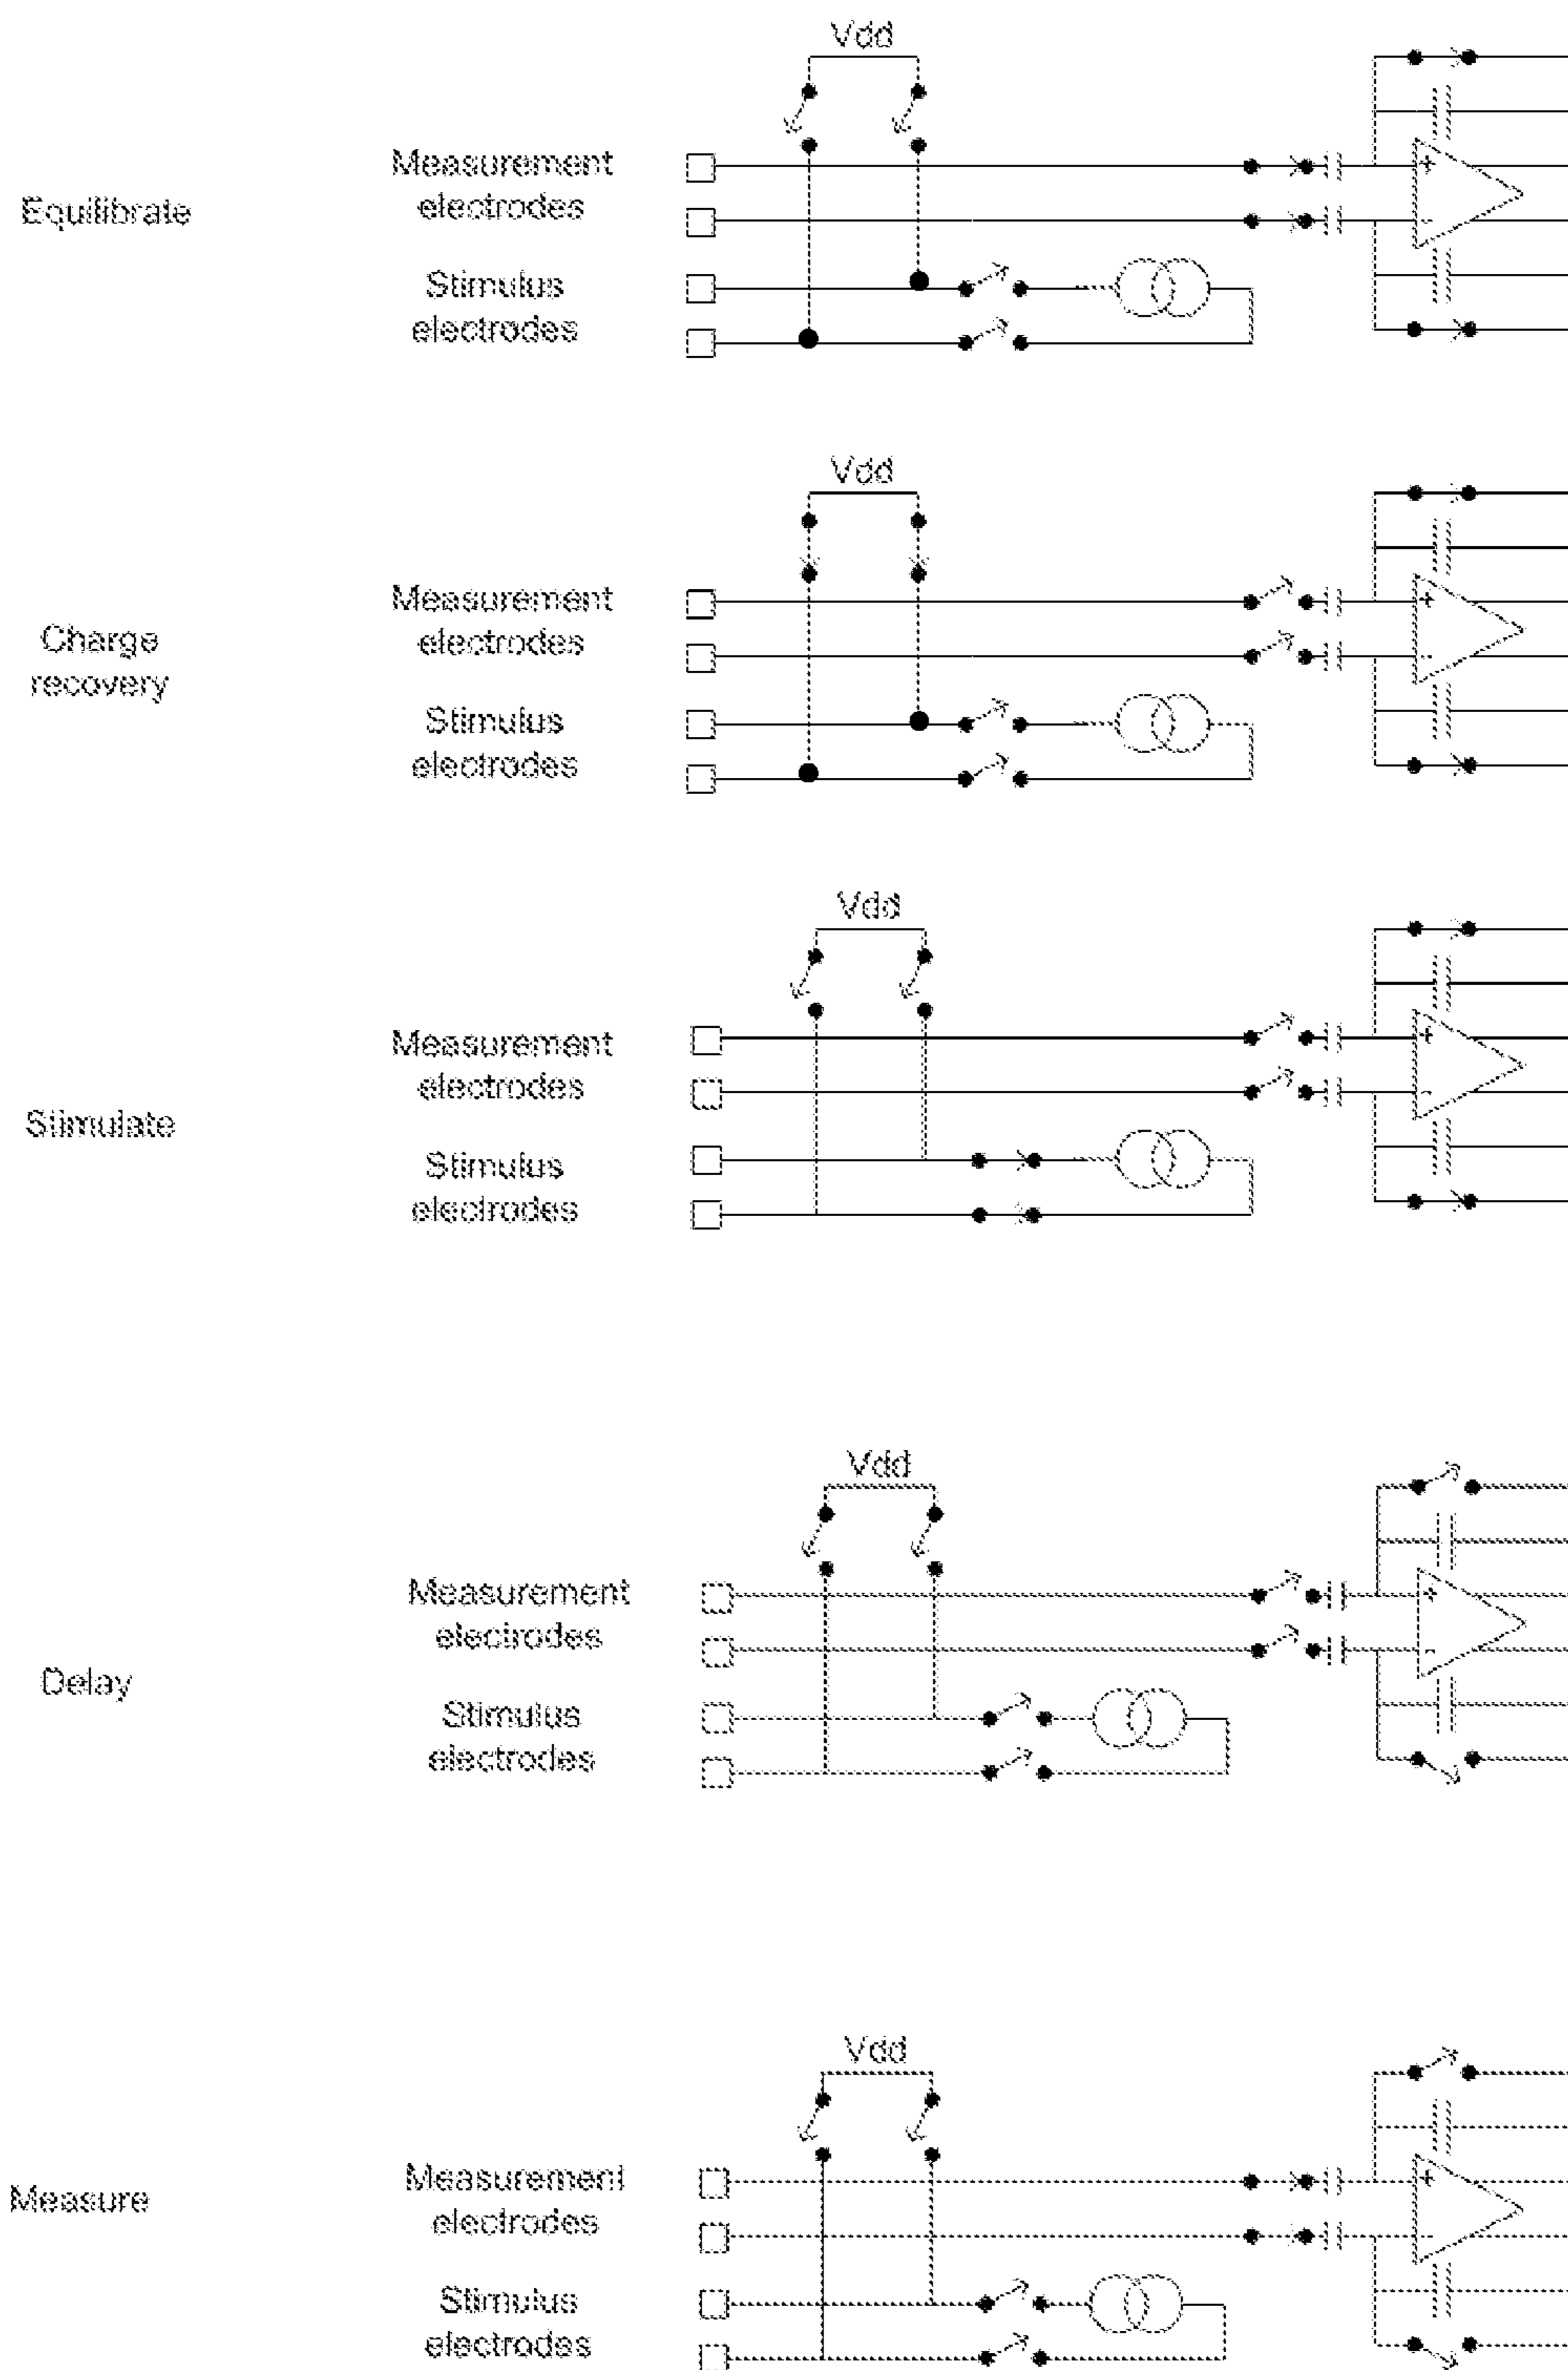 Vdd
Equilibrate
Measurement
electrodes
+
-
Stimulus
electrodes
Vdd
Charge
recovery
Measurement
electrodes
+
-
Stimulus
electrodes
Vdd
Stimulate
Measurement
electrodes
+
-
Stimulus
electrodes
Vdd
Delay
Measurement
electrodes
+
-
Stimulus
electrodes
Vdd
Measure
Measurement
electrodes
+
-
Stimulus
electrodes